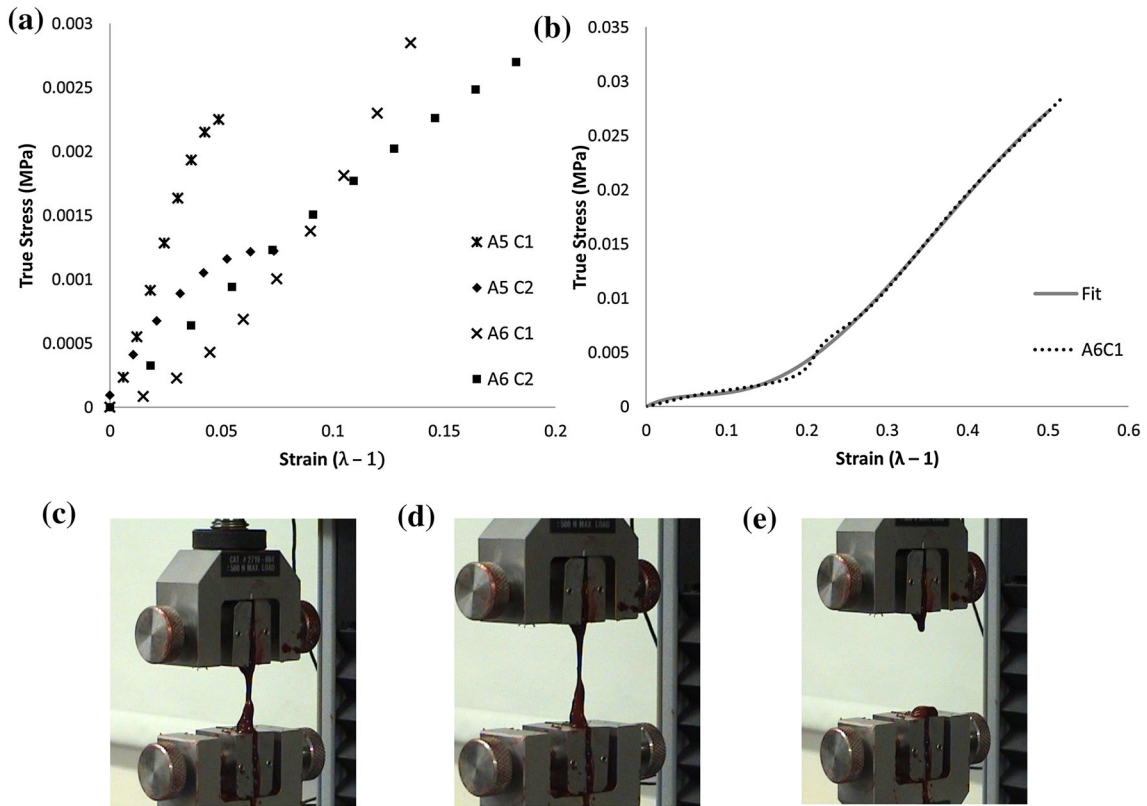 (a)
0.003
0.0025
0.002
0.0015
0.001
0.0005
0
True Stress (MPa)
0
0.05
0.1
0.15
0.2
Strain (λ – 1)
A5 C1
A5 C2
A6 C1
A6 C2
(b)
0.035
0.03
0.025
0.02
0.015
0.01
0.005
0
True Stress (MPa)
0
0.1
0.2
0.3
0.4
0.5
0.6
Strain (λ – 1)
Fit
A6C1
(c)
(d)
(e)
500 N MAX. LOAD
500 N MAX. LOAD